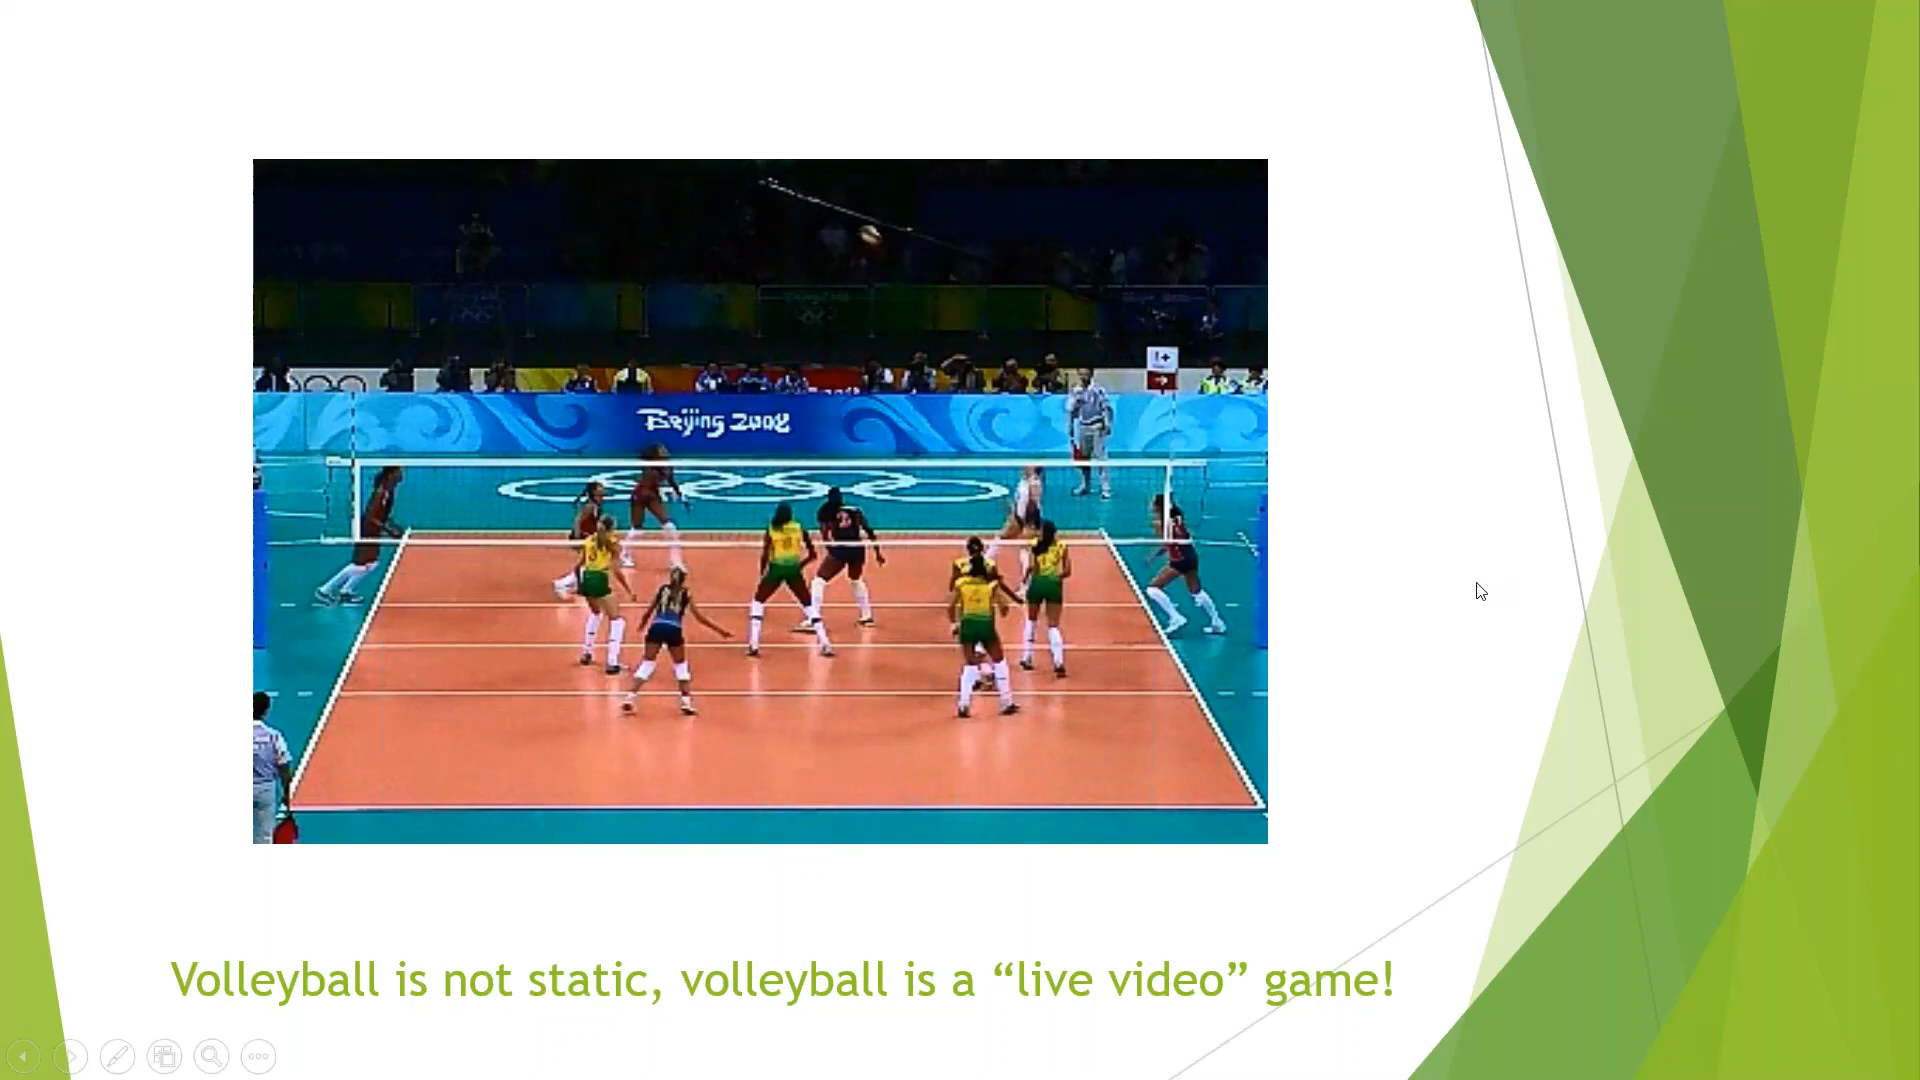 Beijing 2008
Volleyball is not static, volleyball is a “live video” game!